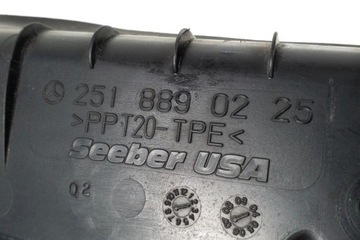 251 889 02 25
>PPT20-TPE<
Seeber USA
Q2